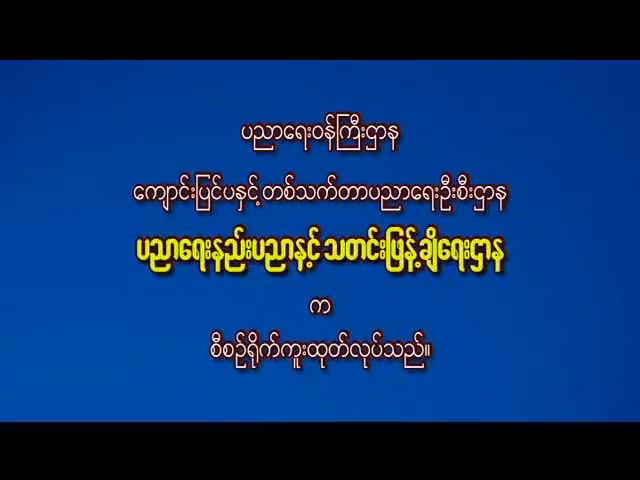 ပညာရေးဝန်ကြီးဌာန
ကျောင်းပြင်ပနှင့် တစ်သက်တာပညာရေးဦးစီးဌာန
ပညာရေးနည်းပညာနှင့် သတင်းဖြန့်ချိရေးဌာန
က
စီစဉ်ရိုက်ကူးထုတ်လုပ်သည်။